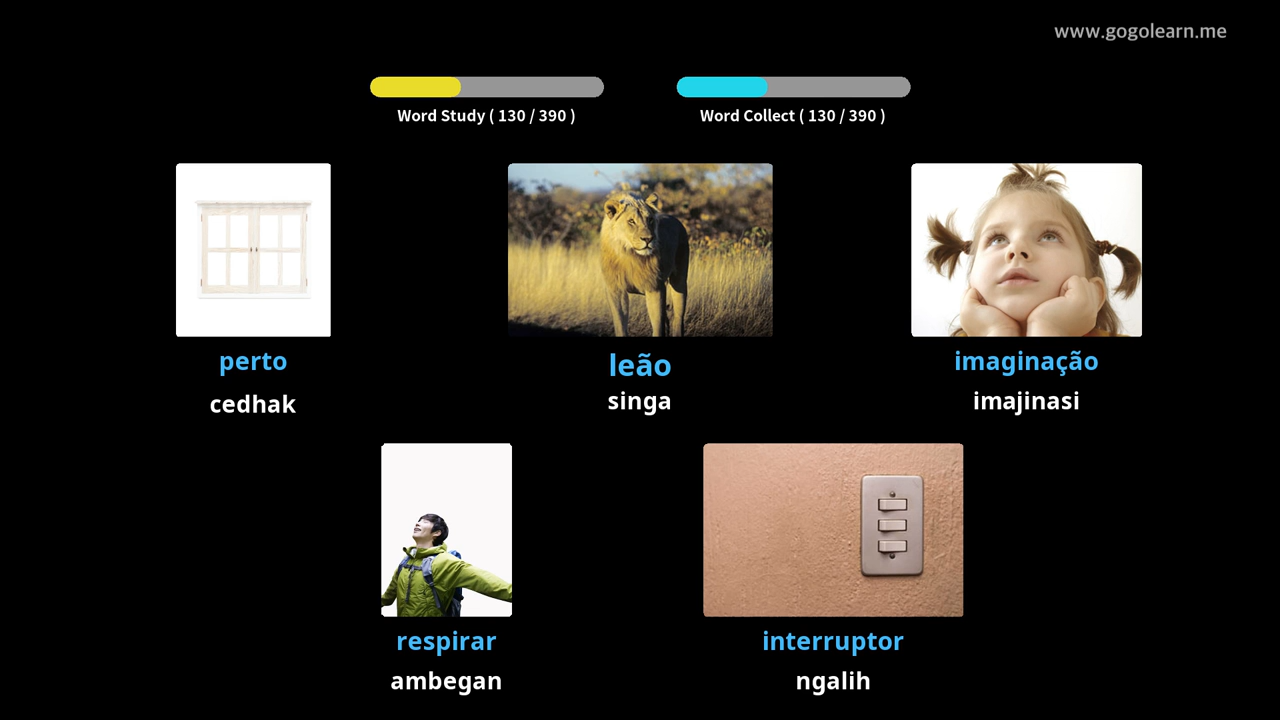 www.gogolearn.me
Word Study ( 130 / 390 )
Word Collect ( 130 / 390 )
perto
cedhak
leão
singa
imaginação
imajinasi
respirar
ambegan
interruptor
ngalih